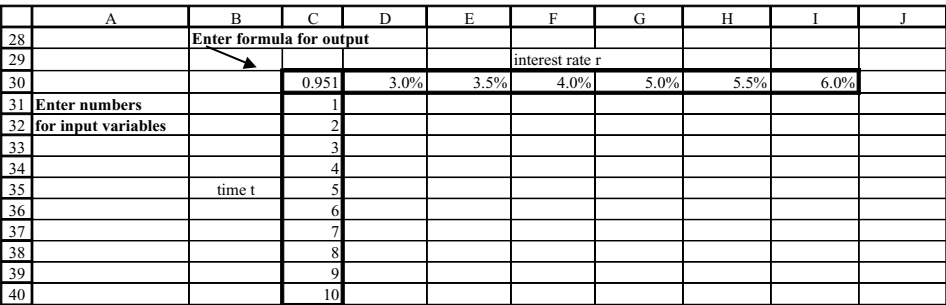 A B C D E F G H I J
28 Enter formula for output
29 interest rate r
30 0.951 3.0% 3.5% 4.0% 5.0% 5.5% 6.0%
31 Enter numbers 1
32 for input variables 2
33 3
34 4
35 time t 5
36 6
37 7
38 8
39 9
40 10